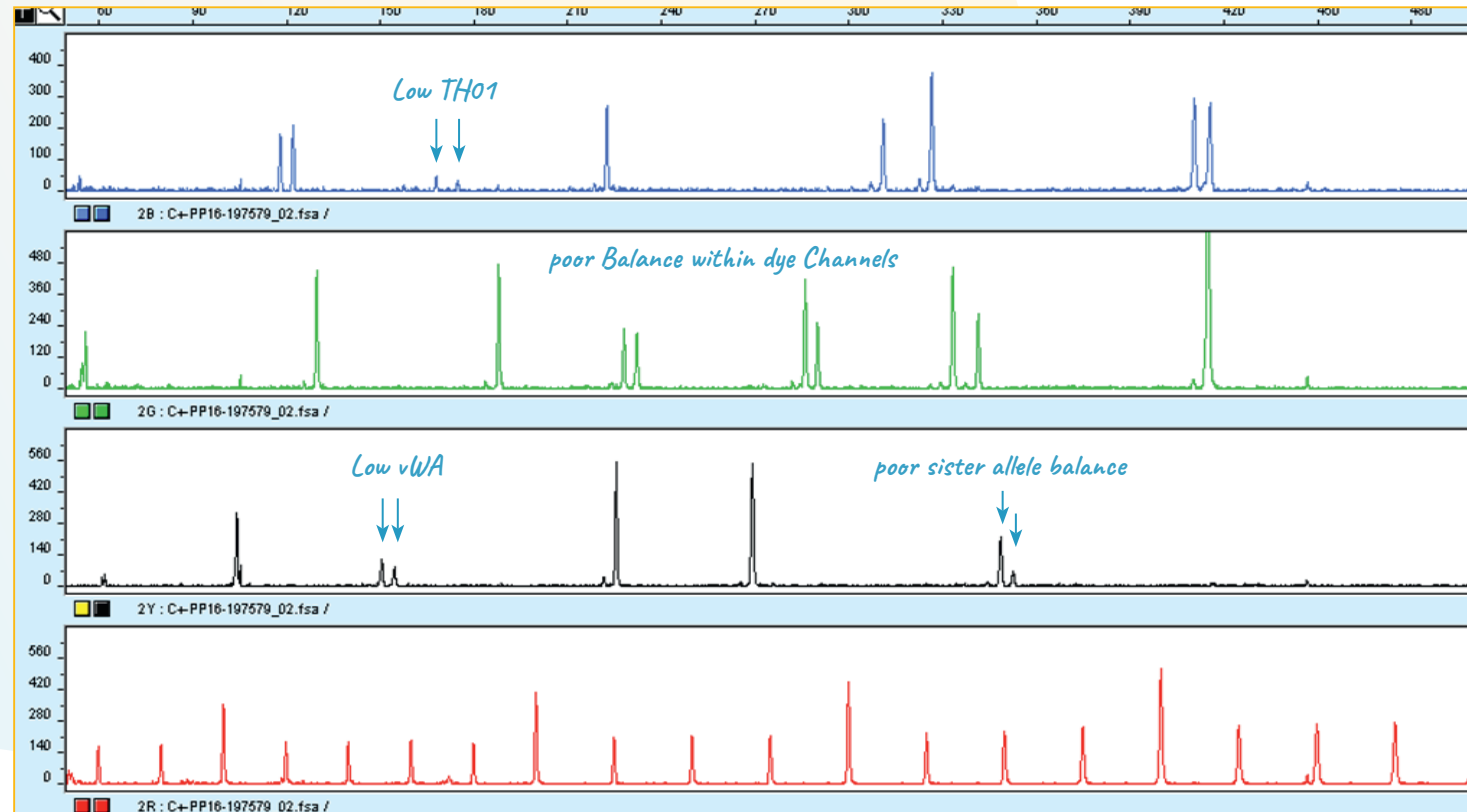 60 90 120 150 180 210 240 270 300 330 360 390 420 450 480
400
300
200
100
0
Low TH01
2B : C+-PP16-197579_02.fsa /
480
360
240
120
0
poor Balance within dye Channels
2G : C+-PP16-197579_02.fsa /
560
420
280
140
0
Low vWA
poor sister allele balance
2Y : C+-PP16-197579_02.fsa /
560
420
280
140
0
2R : C+-PP16-197579_02.fsa /